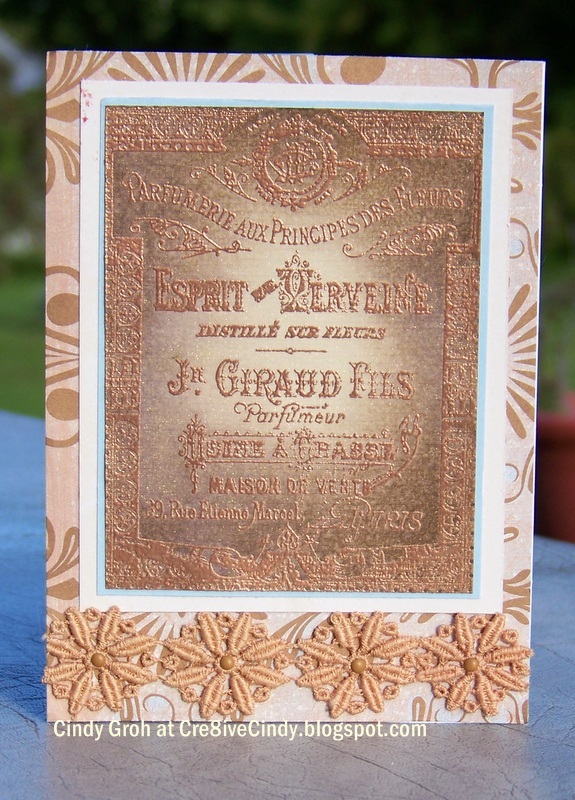 PARFUMERIE AUX PRINCIPES DES FLEURS
ESPRIT DE VERVEINE
DISTILLÉ SUR FLEURS
JH GIRAUD FILS
Parfumeur
USINE À GRASSE
MAISON DE VENTE
39, Rue Etienne Marcel, PARIS
Cindy Groh at Cre8iveCindy.blogspot.com